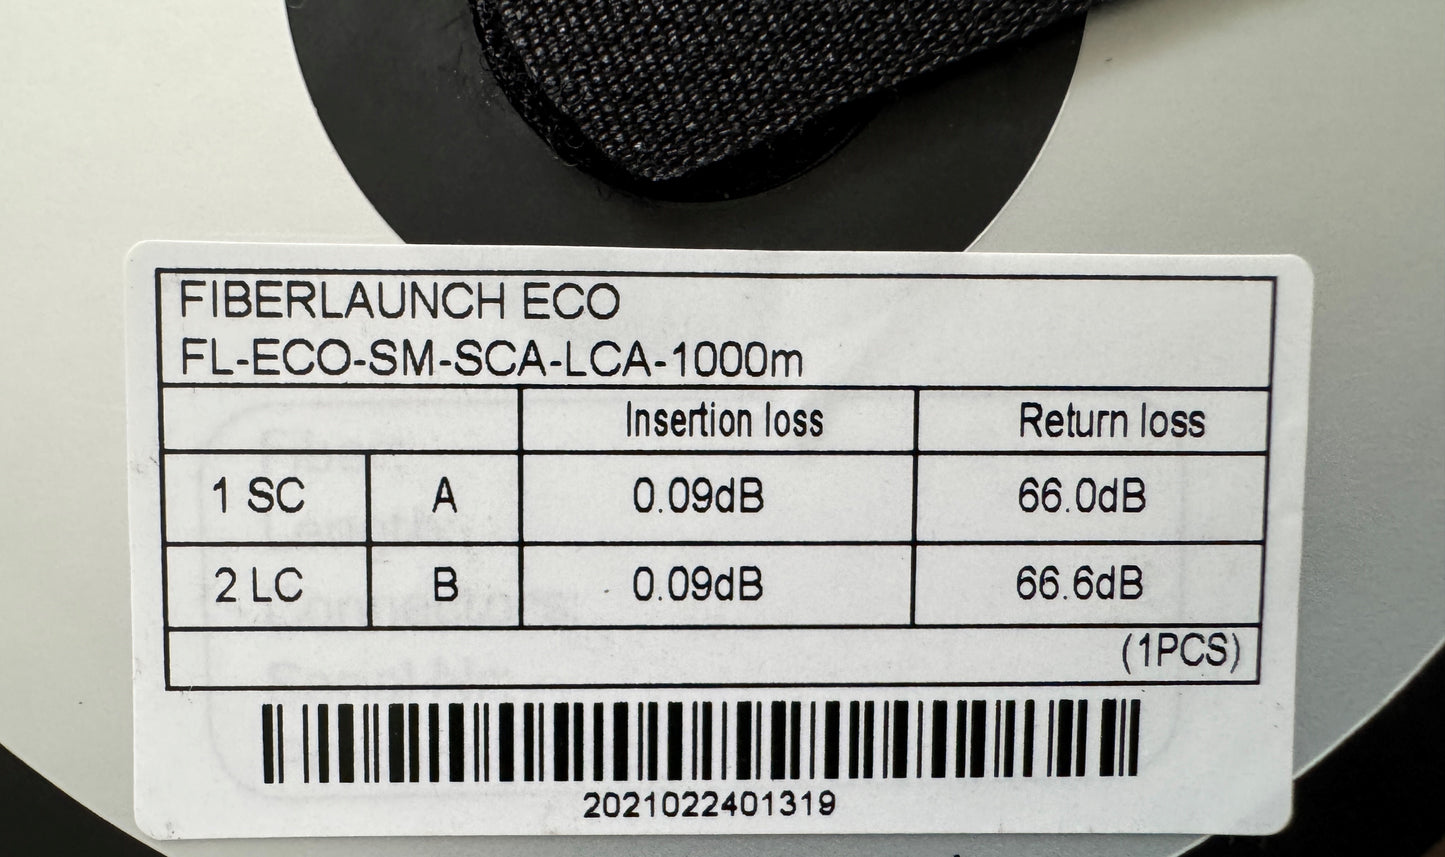 FIBERLAUNCH ECO
FL-ECO-SM-SCA-LCA-1000m
Insertion loss Return loss
1 SC A 0.09dB 66.0dB
2 LC B 0.09dB 66.6dB
(1PCS)
2021022401319